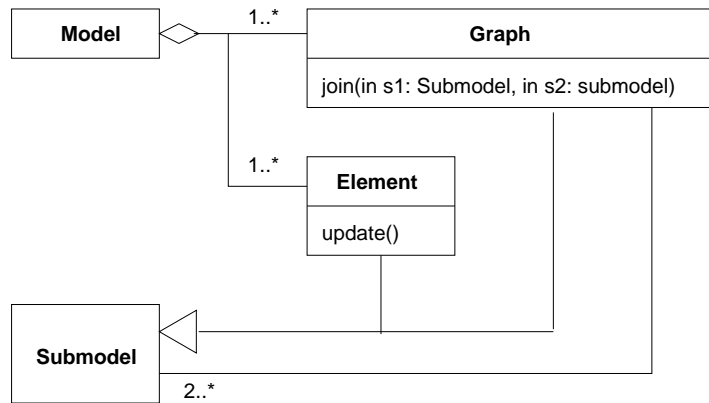 1..*
Model
Graph
join(in s1: Submodel, in s2: submodel)
1..*
Element
update()
Submodel
2..*